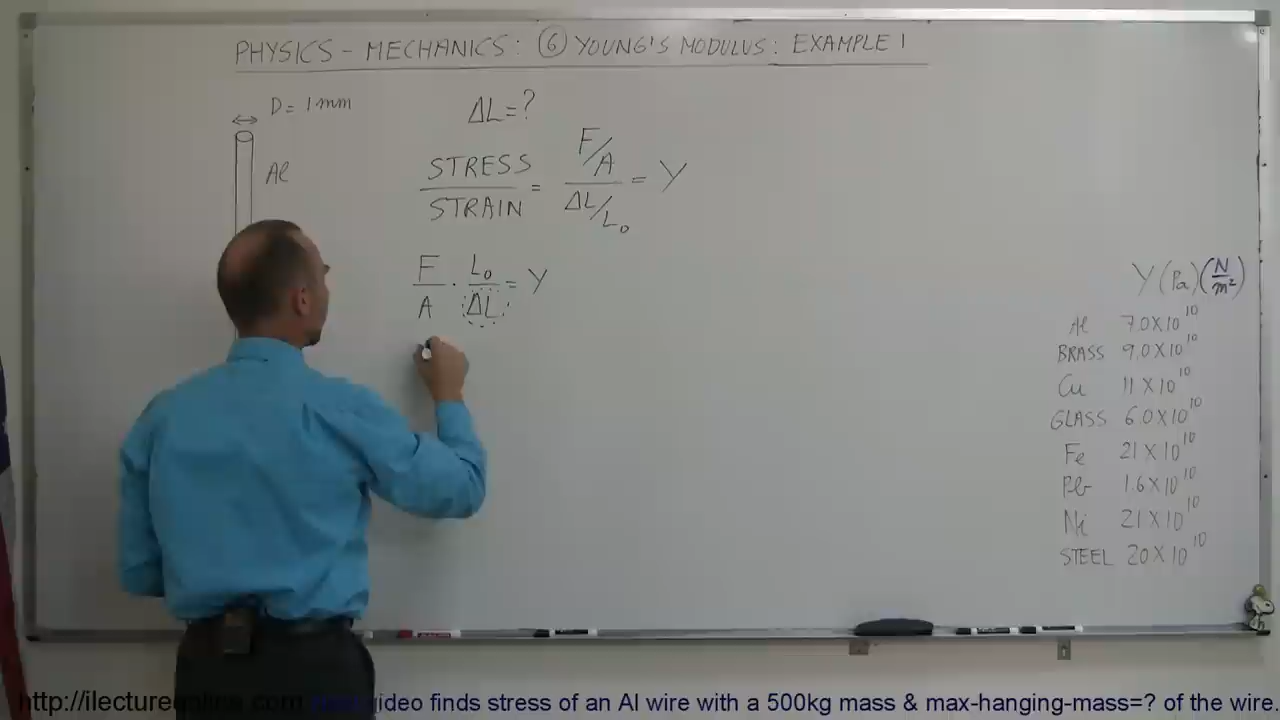 PHYSICS - MECHANICS: ⑥ YOUNG'S MODULUS: EXAMPLE 1
D = 1mm
Al
ΔL = ?
STRESS / STRAIN = F/A / ΔL/L₀ = Y
F/A · L₀/ΔL = Y
Y (Pa) (N/m²)
Al 7.0 X 10¹⁰
BRASS 9.0 X 10¹⁰
Cu 11 X 10¹⁰
GLASS 6.0 X 10¹⁰
Fe 21 X 10¹⁰
Pb 1.6 X 10¹⁰
Ni 21 X 10¹⁰
STEEL 20 X 10¹⁰
http://ilectureonline.com video finds stress of an Al wire with a 500kg mass & max-hanging-mass=? of the wire.